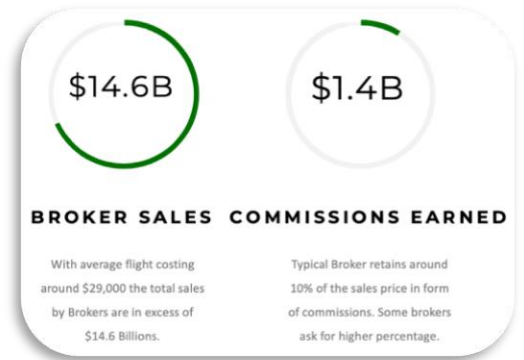 $14.6B
$1.4B
BROKER SALES
COMMISSIONS EARNED
With average flight costing
around $29,000 the total sales
by Brokers are in excess of
$14.6 Billions.
Typical Broker retains around
10% of the sales price in form
of commissions. Some brokers
ask for higher percentage.